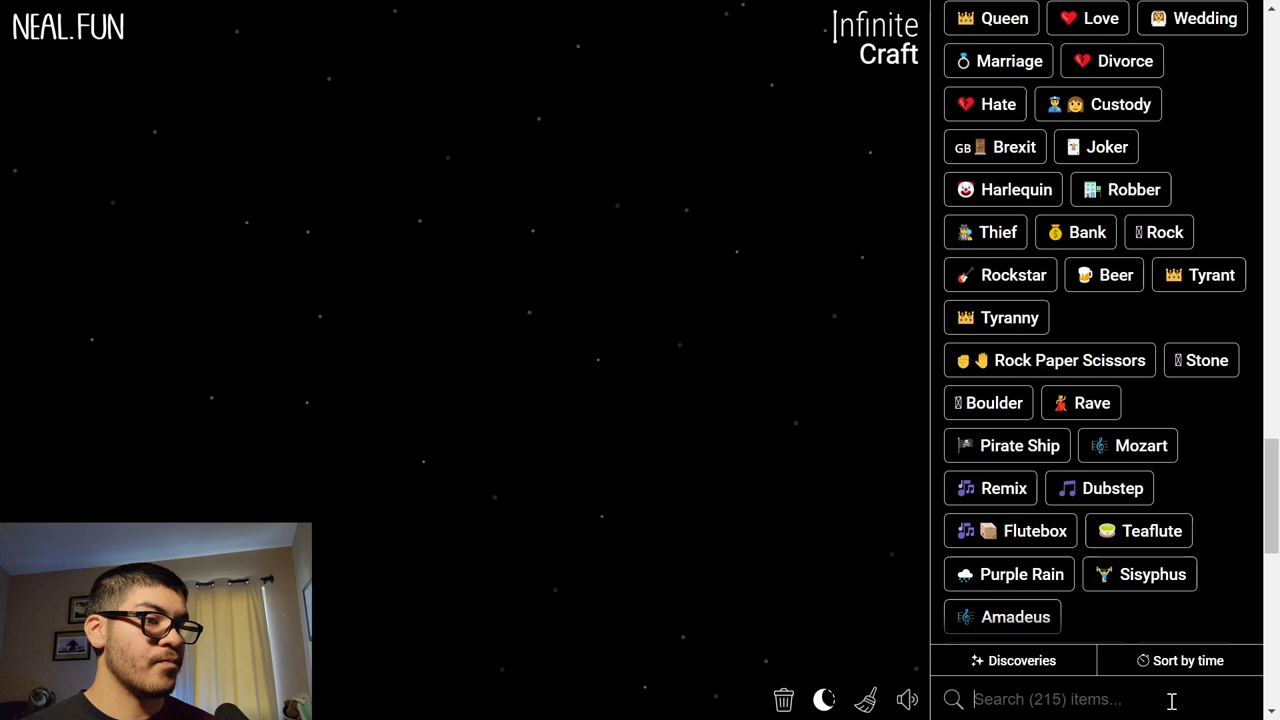 NEAL.FUN
Infinite
Craft
Queen
Love
Wedding
Marriage
Divorce
Hate
Custody
GB Brexit
Joker
Harlequin
Robber
Thief
Bank
Rock
Rockstar
Beer
Tyrant
Tyranny
Rock Paper Scissors
Stone
Boulder
Rave
Pirate Ship
Mozart
Remix
Dubstep
Flutebox
Teaflute
Purple Rain
Sisyphus
Amadeus
Discoveries
Sort by time
Search (215) items...